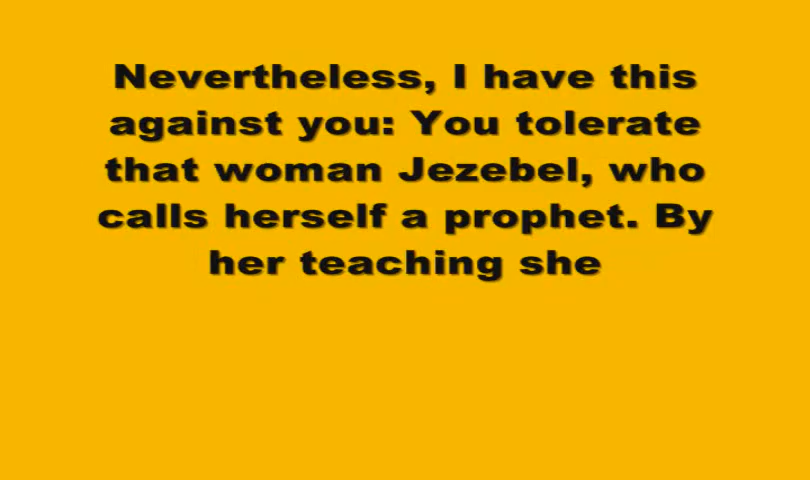 Nevertheless, I have this
against you: You tolerate
that woman Jezebel, who
calls herself a prophet. By
her teaching she